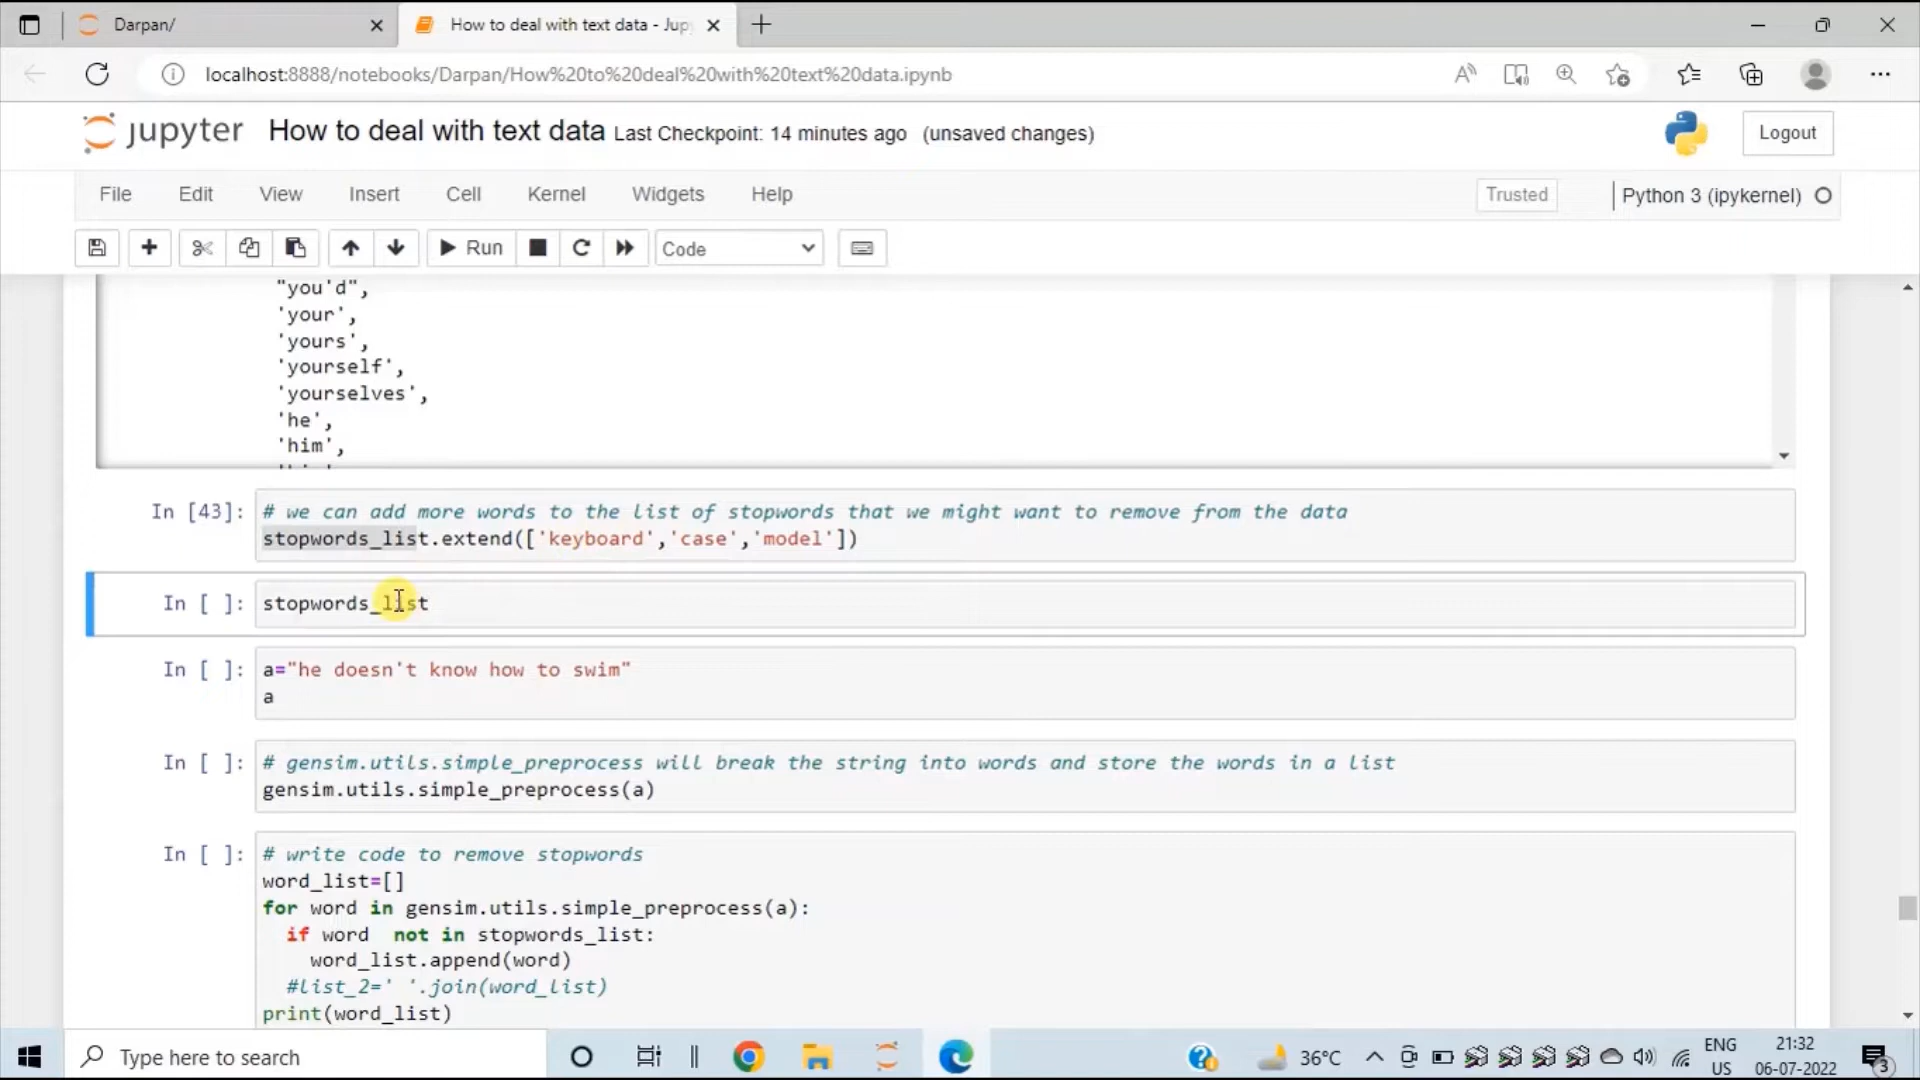 Darpan/
How to deal with text data - Jup
localhost:8888/notebooks/Darpan/How%20to%20deal%20with%20text%20data.ipynb
jupyter How to deal with text data Last Checkpoint: 14 minutes ago (unsaved changes)
Logout
File Edit View Insert Cell Kernel Widgets Help
Trusted
Python 3 (ipykernel)
Run
Code
"you'd",
'your',
'yours',
'yourself',
'yourselves',
'he',
'him',
In [43]: # we can add more words to the list of stopwords that we might want to remove from the data
stopwords_list.extend(['keyboard','case','model'])
In [ ]: stopwords_list
In [ ]: a="he doesn't know how to swim"
a
In [ ]: # gensim.utils.simple_preprocess will break the string into words and store the words in a list
gensim.utils.simple_preprocess(a)
In [ ]: # write code to remove stopwords
word_list=[]
for word in gensim.utils.simple_preprocess(a):
if word  not in stopwords_list:
word_list.append(word)
#list_2=' '.join(word_list)
print(word_list)
Type here to search
36°C
ENG
US
21:32
06-07-2022
3